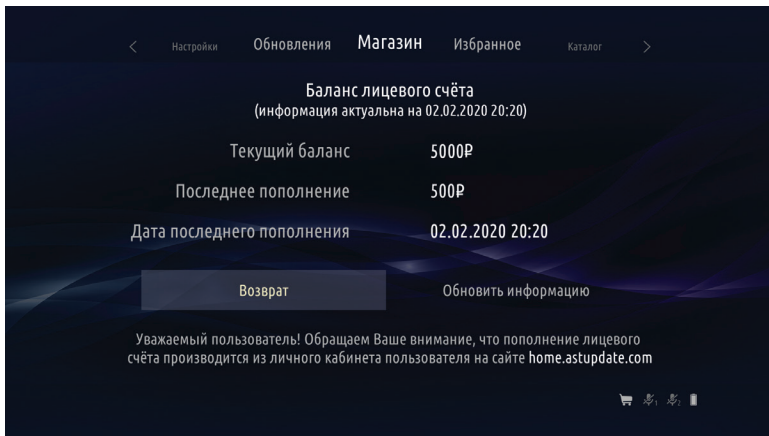 Настройки Обновления Магазин Избранное Каталог
Баланс лицевого счёта
(информация актуальна на 02.02.2020 20:20)
Текущий баланс 5000₽
Последнее пополнение 500₽
Дата последнего пополнения 02.02.2020 20:20
Возврат Обновить информацию
Уважаемый пользователь! Обращаем Ваше внимание, что пополнение лицевого
счёта производится из личного кабинета пользователя на сайте home.astupdate.com
1 2